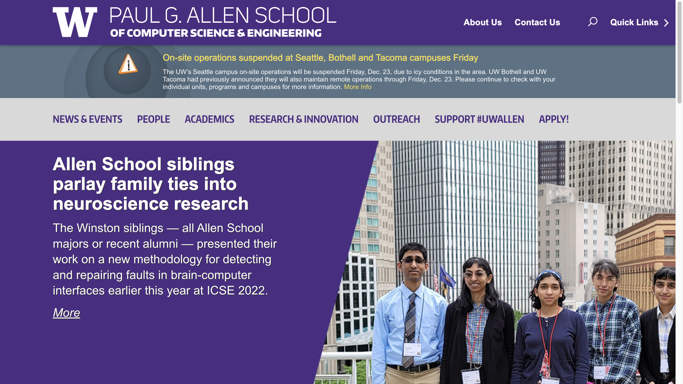 W PAUL G. ALLEN SCHOOL
OF COMPUTER SCIENCE & ENGINEERING
About Us Contact Us Quick Links
On-site operations suspended at Seattle, Bothell and Tacoma campuses Friday
The UW's Seattle campus on-site operations will be suspended Friday, Dec. 23, due to icy conditions in the area. UW Bothell and UW
Tacoma had previously announced they will also maintain remote operations through Friday, Dec. 23. Please continue to check with your
individual units, programs and campuses for more information. More Info
NEWS & EVENTS PEOPLE ACADEMICS RESEARCH & INNOVATION OUTREACH SUPPORT #UWALLEN APPLY!
Allen School siblings
parlay family ties into
neuroscience research
The Winston siblings — all Allen School
majors or recent alumni — presented their
work on a new methodology for detecting
and repairing faults in brain-computer
interfaces earlier this year at ICSE 2022.
More